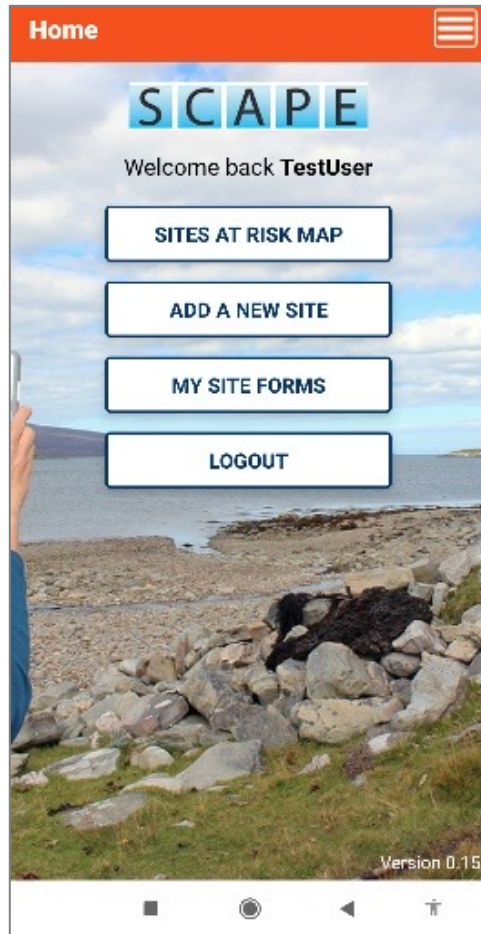 Home
SCAPE
Welcome back TestUser
SITES AT RISK MAP
ADD A NEW SITE
MY SITE FORMS
LOGOUT
Version 0.15